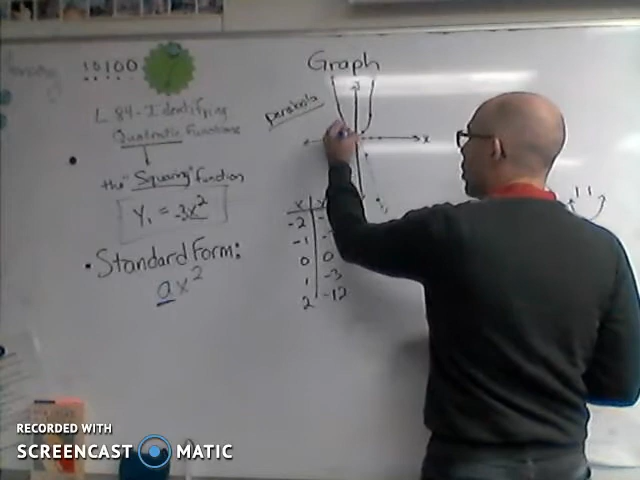 10100
L 84 - Identifying
Quadratic Functions
the "Squaring" function
Y₁ = -3x²
• Standard Form:
ax²
Graph
parabola
x
x y
-2
-1
0 0
1 -3
2 -12
11
RECORDED WITH
SCREENCAST MATIC